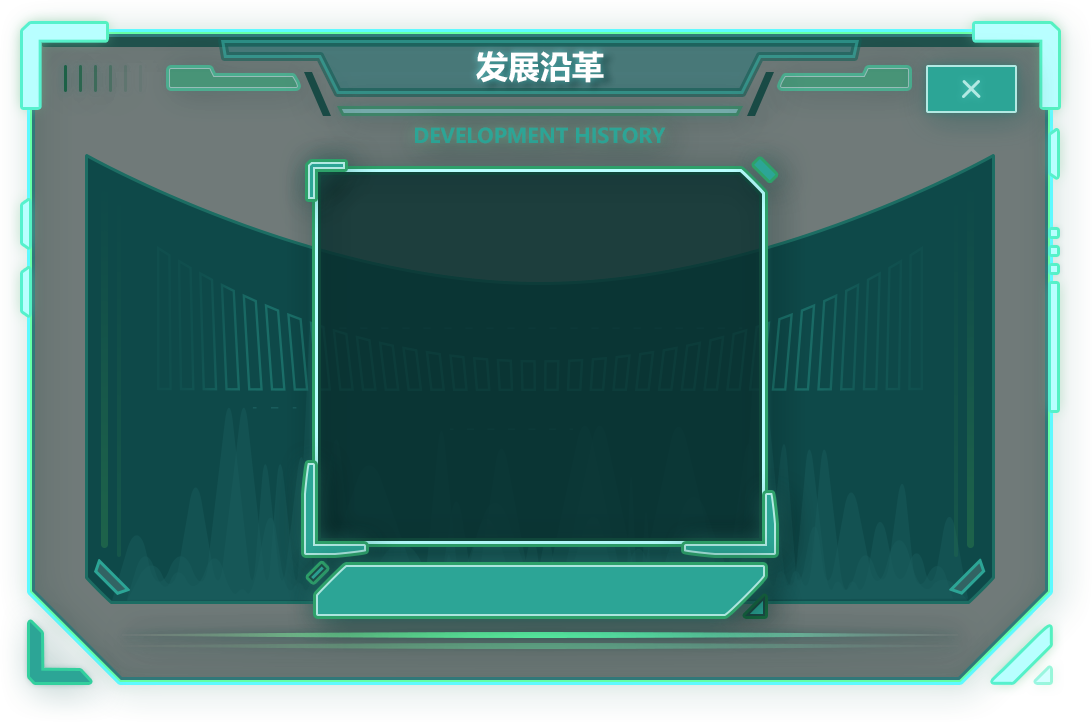 发展沿革
DEVELOPMENT HISTORY